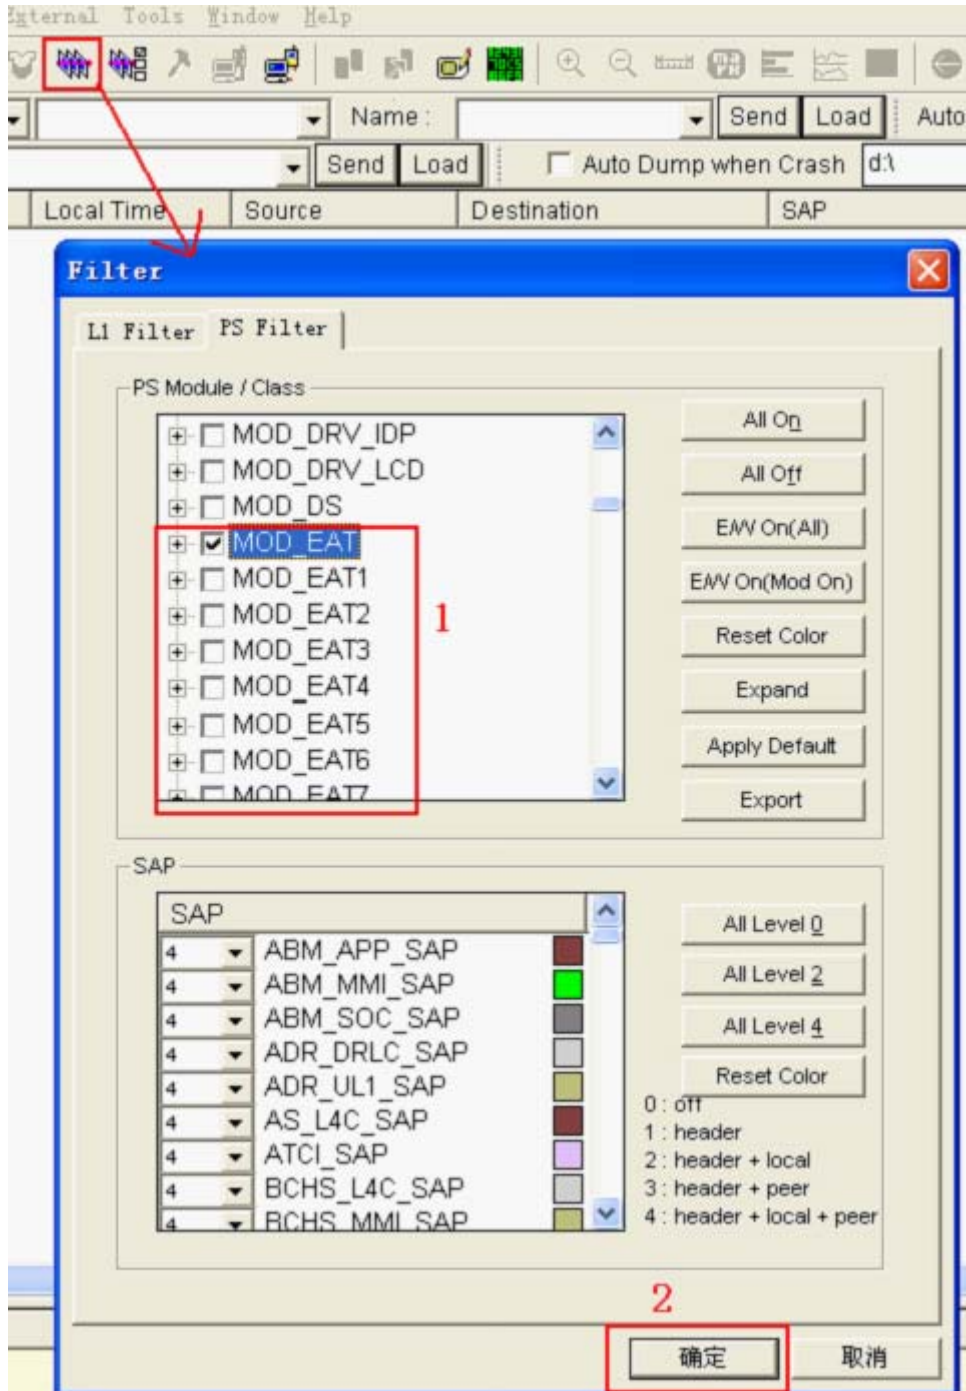 External Tools Window Help
Name : Send Load Auto
Send Load Auto Dump when Crash d:\
Local Time Source Destination SAP
Filter
L1 Filter PS Filter
PS Module / Class
MOD_DRV_IDP
MOD_DRV_LCD
MOD_DS
MOD_EAT
MOD_EAT1
MOD_EAT2
MOD_EAT3
MOD_EAT4
MOD_EAT5
MOD_EAT6
MOD_EAT7
1
All On
All Off
E/W On(All)
E/W On(Mod On)
Reset Color
Expand
Apply Default
Export
SAP
SAP
4 ABM_APP_SAP
4 ABM_MMI_SAP
4 ABM_SOC_SAP
4 ADR_DRLC_SAP
4 ADR_UL1_SAP
4 AS_L4C_SAP
4 ATCI_SAP
4 BCHS_L4C_SAP
4 BCHS_MMI_SAP
All Level 0
All Level 2
All Level 4
Reset Color
0 : off
1 : header
2 : header + local
3 : header + peer
4 : header + local + peer
2
确定 取消